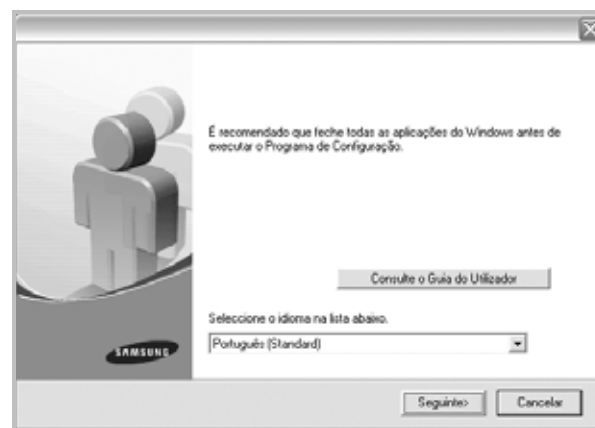 É recomendado que feche todas as aplicações do Windows antes de
executar o Programa de Configuração.
Consulte o Guia do Utilizador
Seleccione o idioma na lista abaixo.
Português (Standard)
SAMSUNG
Seguinte>
Cancelar